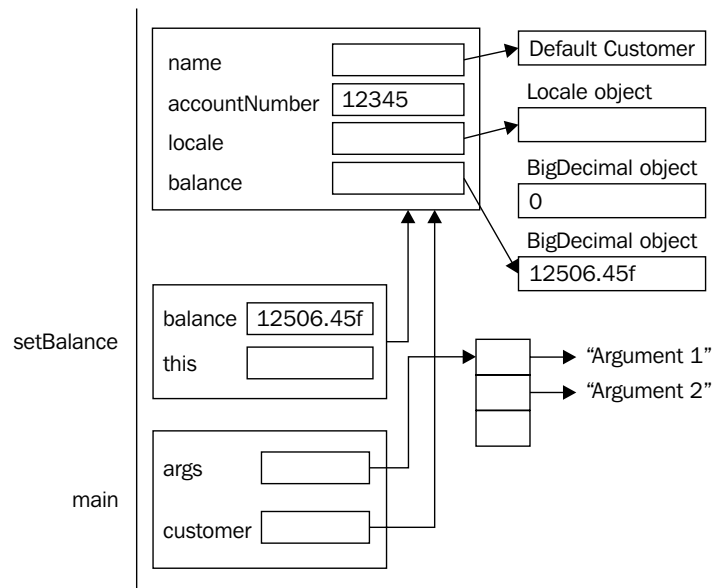 name
Default Customer
accountNumber 12345
Locale object
locale
BigDecimal object
balance
0
BigDecimal object
12506.45f
balance 12506.45f
setBalance
this
“Argument 1”
“Argument 2”
args
main
customer